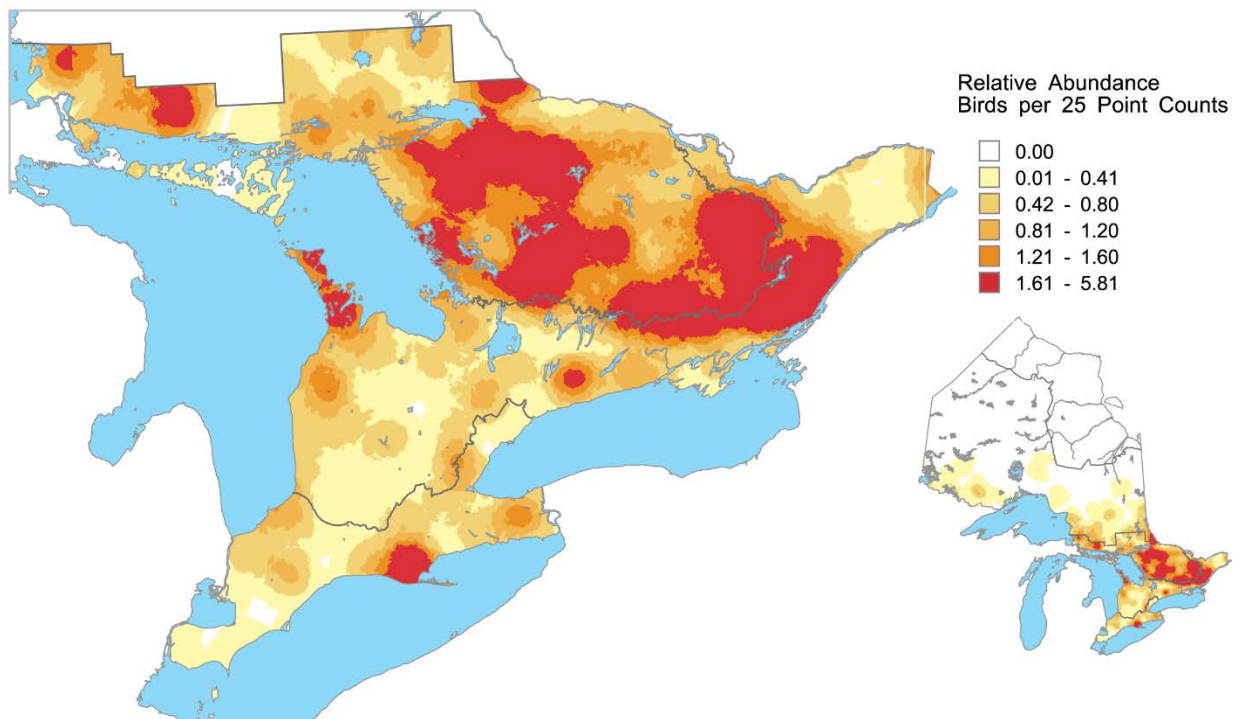 Relative Abundance
Birds per 25 Point Counts
0.00
0.01 - 0.41
0.42 - 0.80
0.81 - 1.20
1.21 - 1.60
1.61 - 5.81